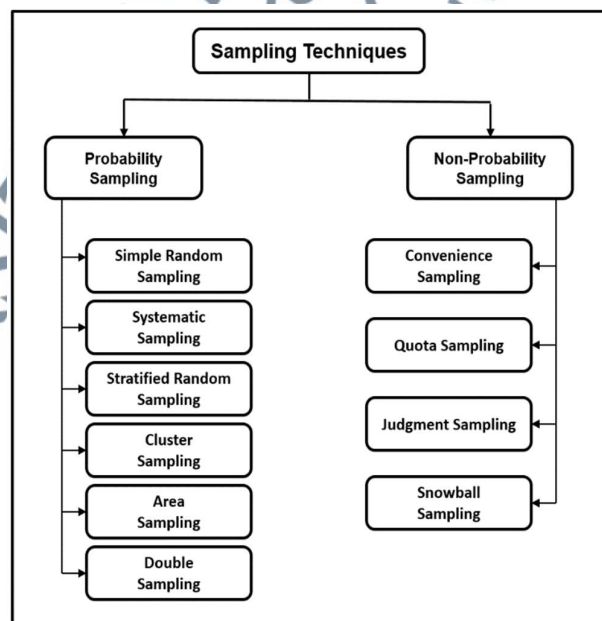 Sampling Techniques
Probability
Sampling
Non-Probability
Sampling
Simple Random
Sampling
Systematic
Sampling
Stratified Random
Sampling
Cluster
Sampling
Area
Sampling
Double
Sampling
Convenience
Sampling
Quota Sampling
Judgment Sampling
Snowball
Sampling